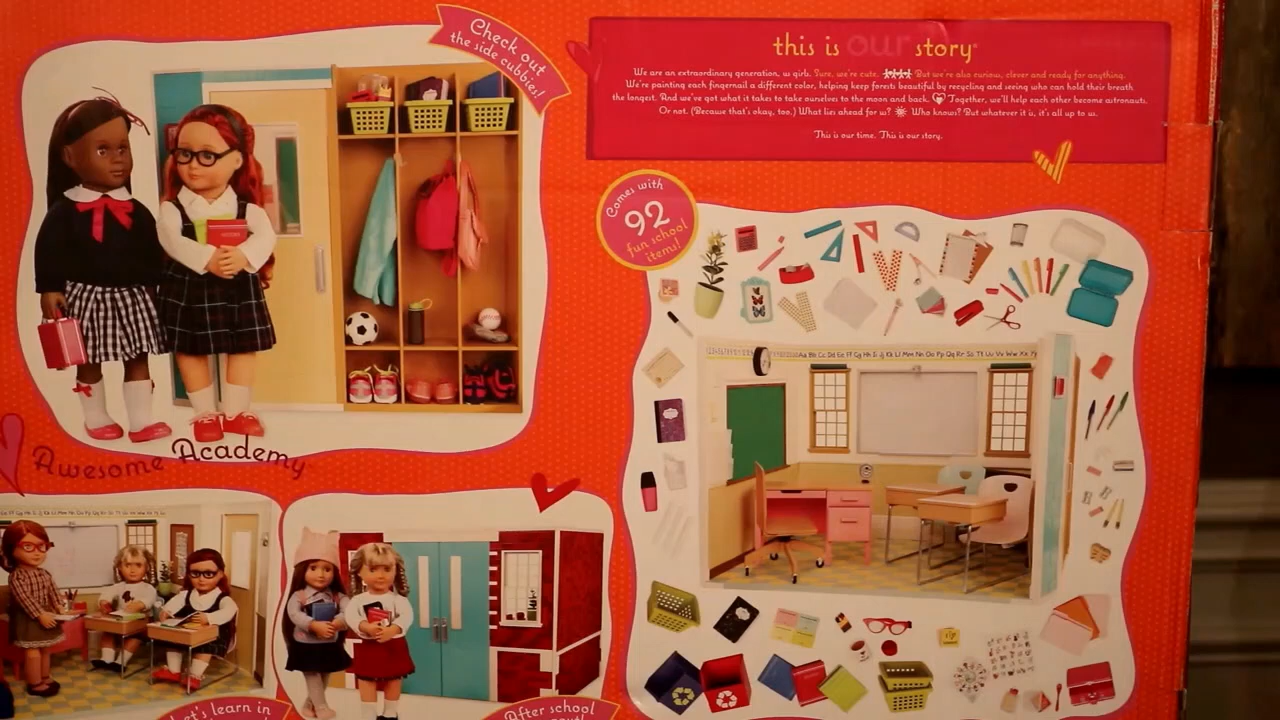 Check out
the side cubbies!
this is our story
We are an extraordinary generation, us girls. Sure, we're cute. But we're also curious, clever and ready for anything.
We're painting each fingernail a different color, helping keep forests beautiful by recycling and seeing who can hold their breath
the longest. And we've got what it takes to take ourselves to the moon and back. Together, we'll help each other become astronauts.
Or not. (Because that's okay, too.) What lies ahead for us? Who knows? But whatever it is, it's all up to us.
This is our time. This is our story.
Comes with
92
fun school
items!
Aa Bb Cc Dd Ee Ff Gg Hh Ii Jj Kk Ll Mm Nn Oo Pp Qq Rr Ss Tt Uu Vv Ww Xx Yy
Awesome Academy
Let's learn in
After school